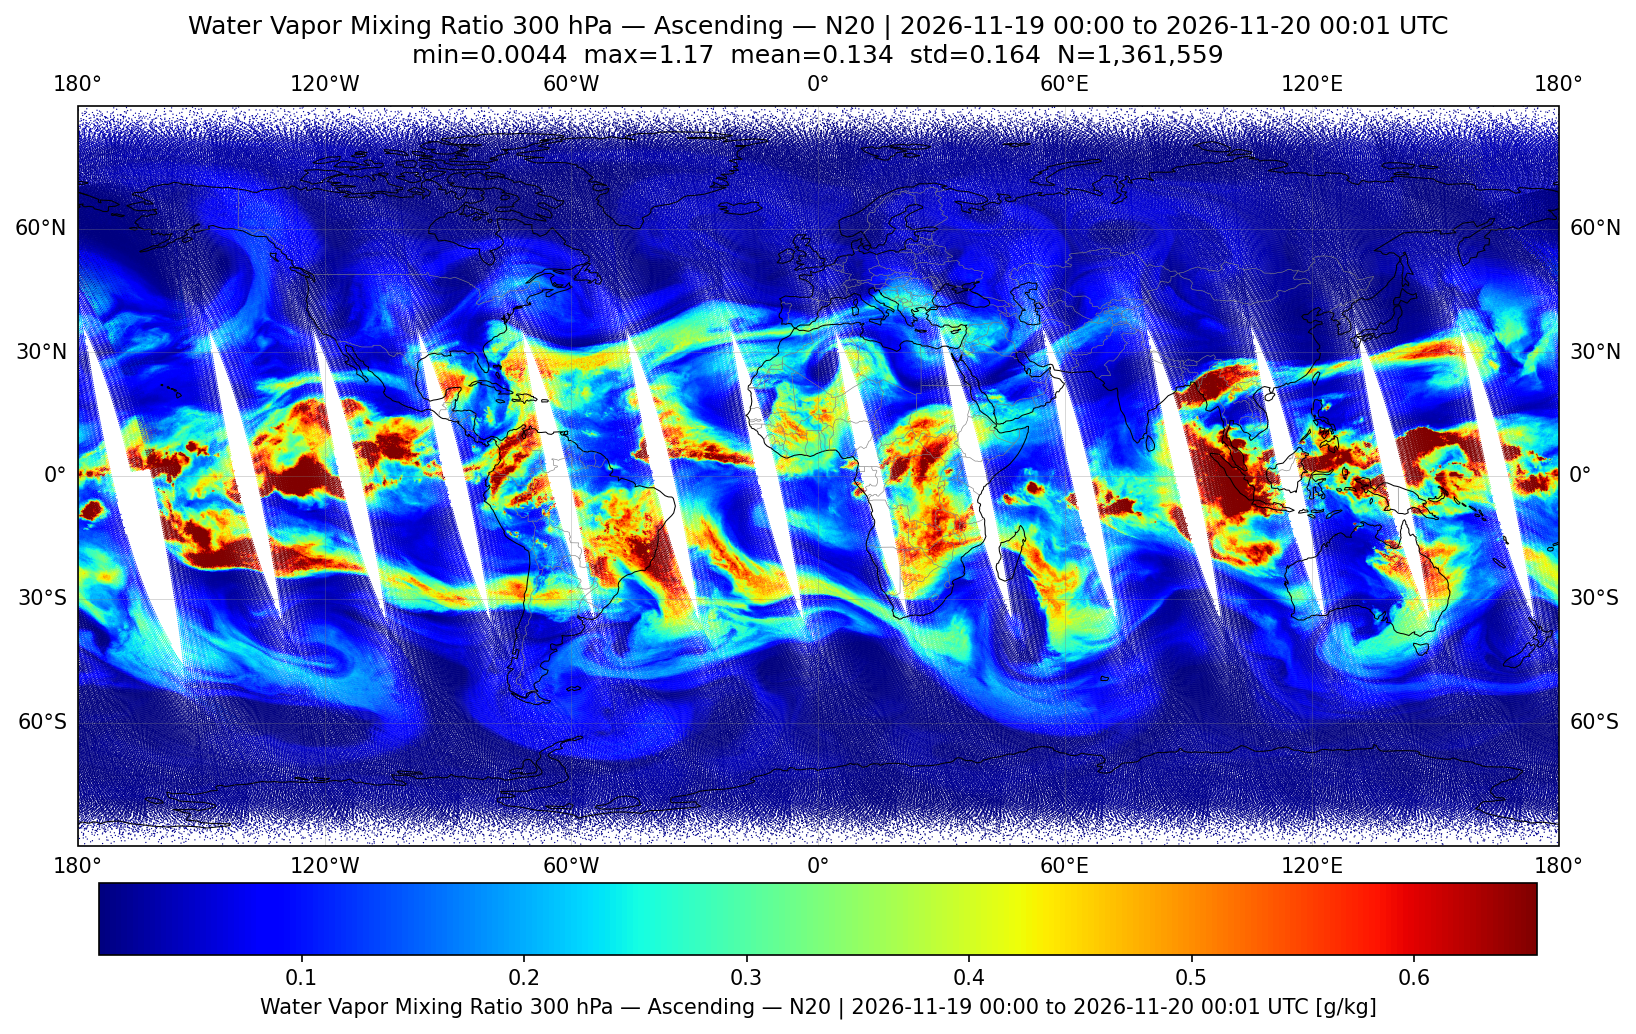 Water Vapor Mixing Ratio 300 hPa — Ascending — N20 | 2026-11-19 00:00 to 2026-11-20 00:01 UTC
min=0.0044  max=1.17  mean=0.134  std=0.164  N=1,361,559
180° 120°W 60°W 0° 60°E 120°E 180°
60°N 60°N
30°N 30°N
0° 0°
30°S 30°S
60°S 60°S
180° 120°W 60°W 0° 60°E 120°E 180°
0.1 0.2 0.3 0.4 0.5 0.6
Water Vapor Mixing Ratio 300 hPa — Ascending — N20 | 2026-11-19 00:00 to 2026-11-20 00:01 UTC [g/kg]